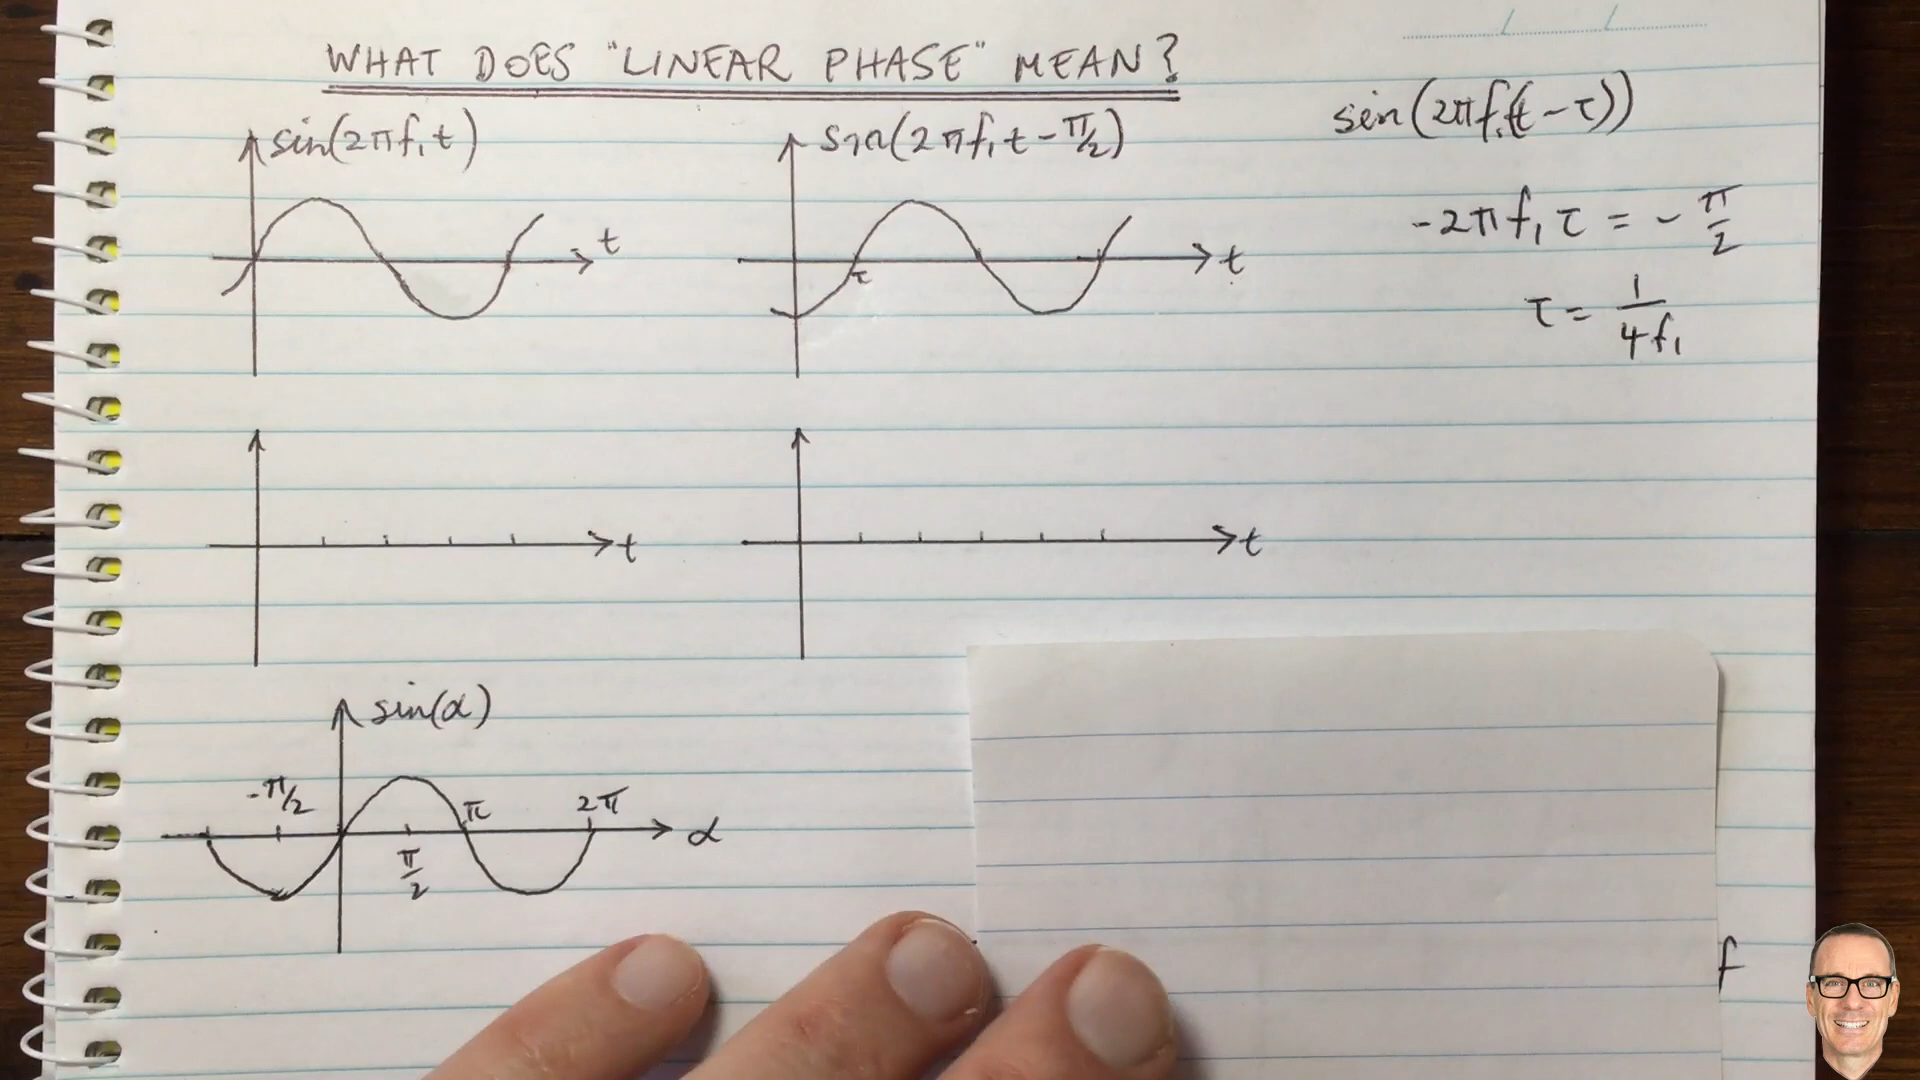 WHAT DOES "LINEAR PHASE" MEAN?
sin(2πf₁t)
t
sin(2πf₁t - π/2)
τ
t
sin(2πf₁(t - τ))
-2πf₁τ = - π/2
τ = 1/4f₁
t
t
sin(α)
-π/2
π/2
π
2π
α
f